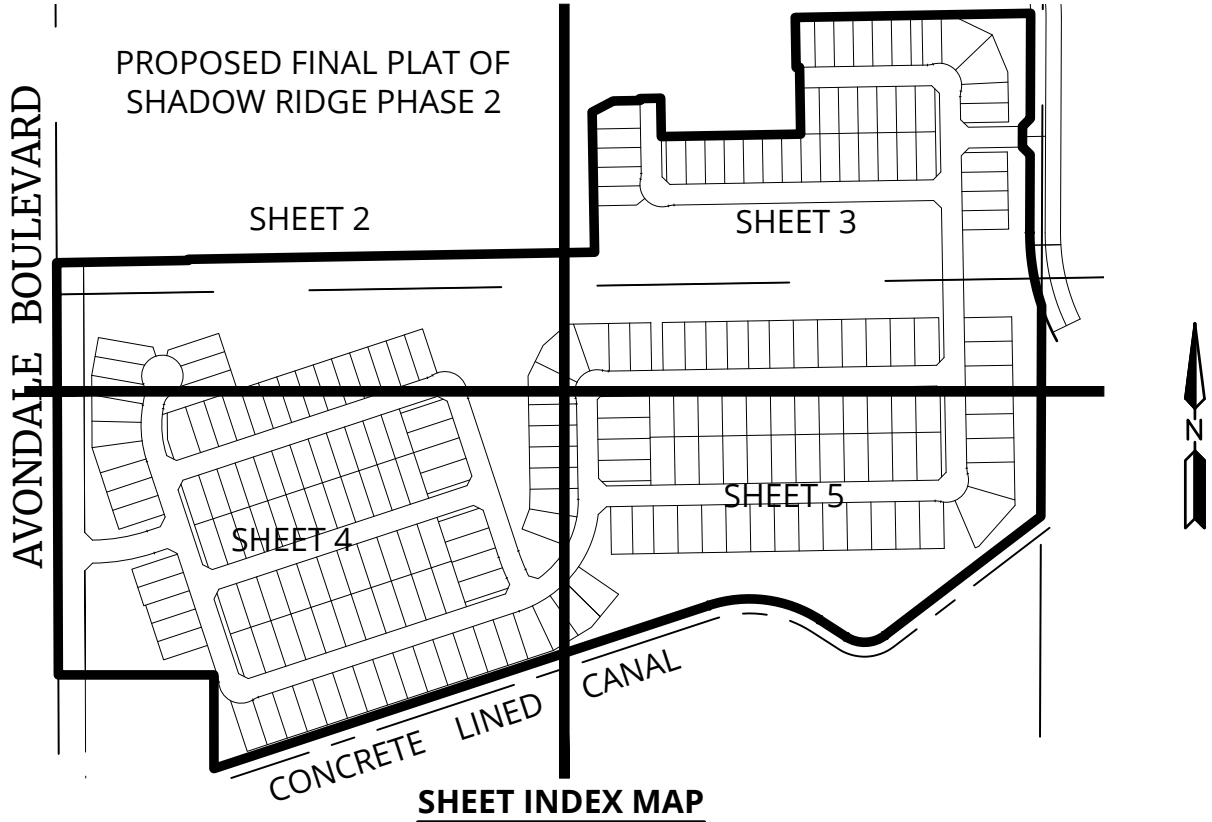 PROPOSED FINAL PLAT OF
SHADOW RIDGE PHASE 2
AVONDALE BOULEVARD
SHEET 2
SHEET 3
SHEET 4
SHEET 5
N
CONCRETE LINED CANAL
SHEET INDEX MAP